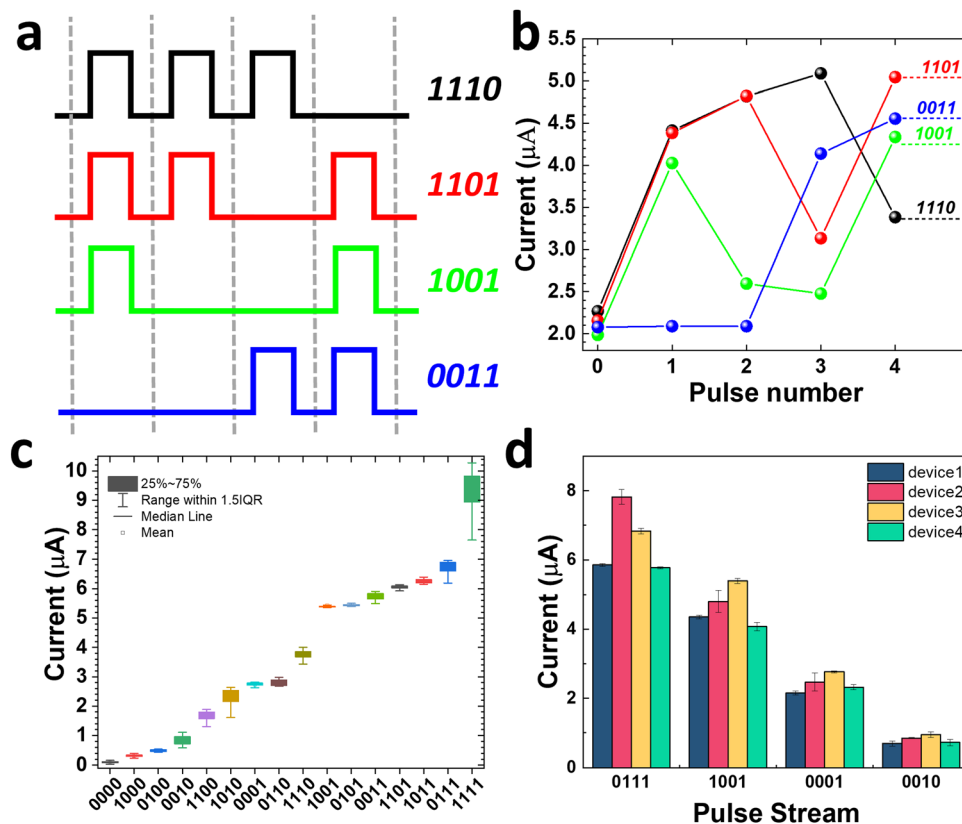 a
1110
1101
1001
0011
b
Current (μA)
5.5
5.0
4.5
4.0
3.5
3.0
2.5
2.0
1101
0011
1001
1110
0 1 2 3 4
Pulse number
c
Current (μA)
10
9
8
7
6
5
4
3
2
1
0
25%~75%
Range within 1.5IQR
Median Line
Mean
0000 1000 0100 0010 1100 1010 0001 0110 1110 1001 0101 0011 1101 1011 0111 1111
d
Current (μA)
8
6
4
2
0
device1
device2
device3
device4
0111 1001 0001 0010
Pulse Stream